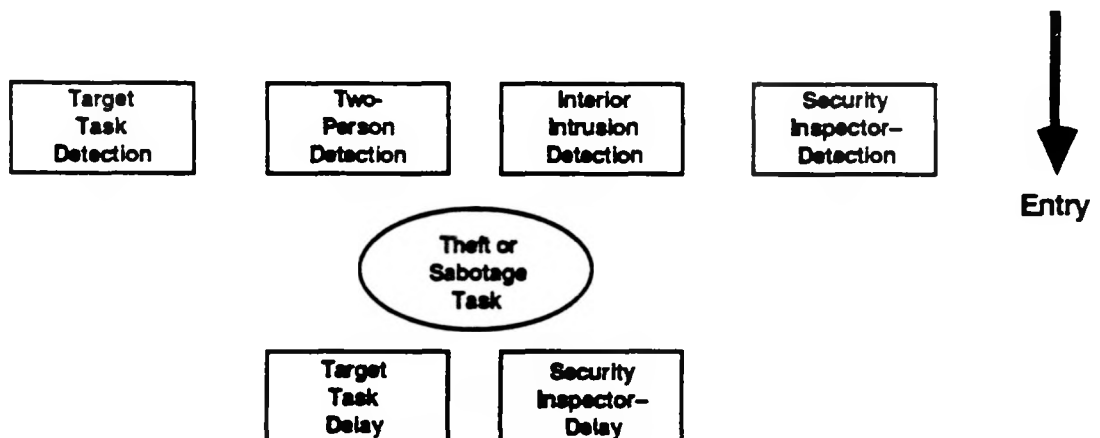 Target
Task
Detection
Two-
Person
Detection
Interior
Intrusion
Detection
Security
Inspector–
Detection
Entry
Theft or
Sabotage
Task
Target
Task
Delay
Security
Inspector–
Delay